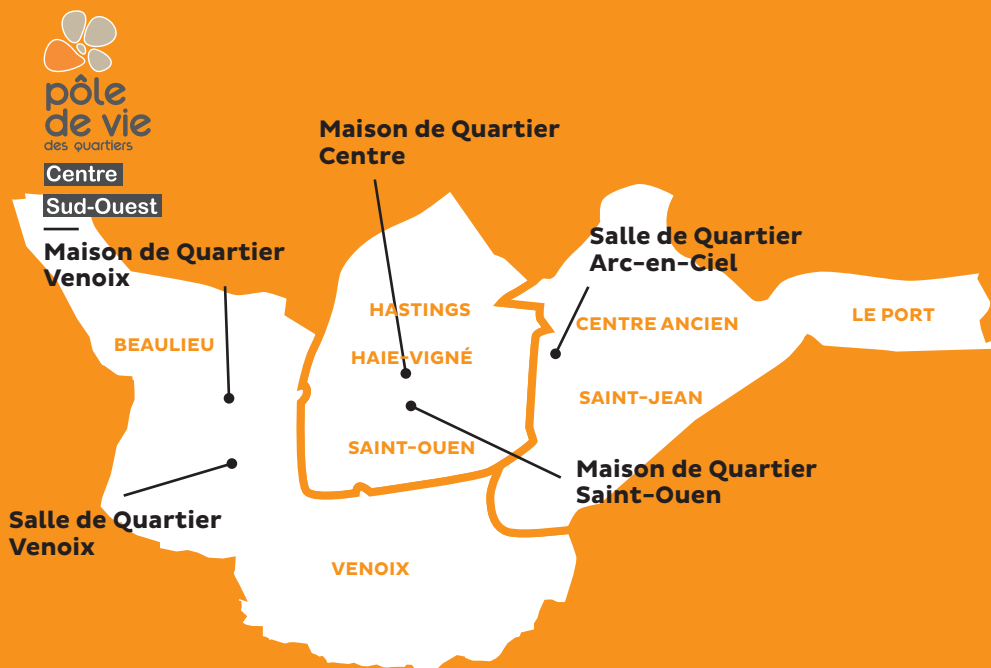 pôle
de vie
des quartiers
Centre
Sud-Ouest
Maison de Quartier
Venoix
Maison de Quartier
Centre
Salle de Quartier
Arc-en-Ciel
HASTINGS
CENTRE ANCIEN
LE PORT
BEAULIEU
HAIE-VIGNÉ
SAINT-JEAN
SAINT-OUEN
Maison de Quartier
Saint-Ouen
Salle de Quartier
Venoix
VENOIX